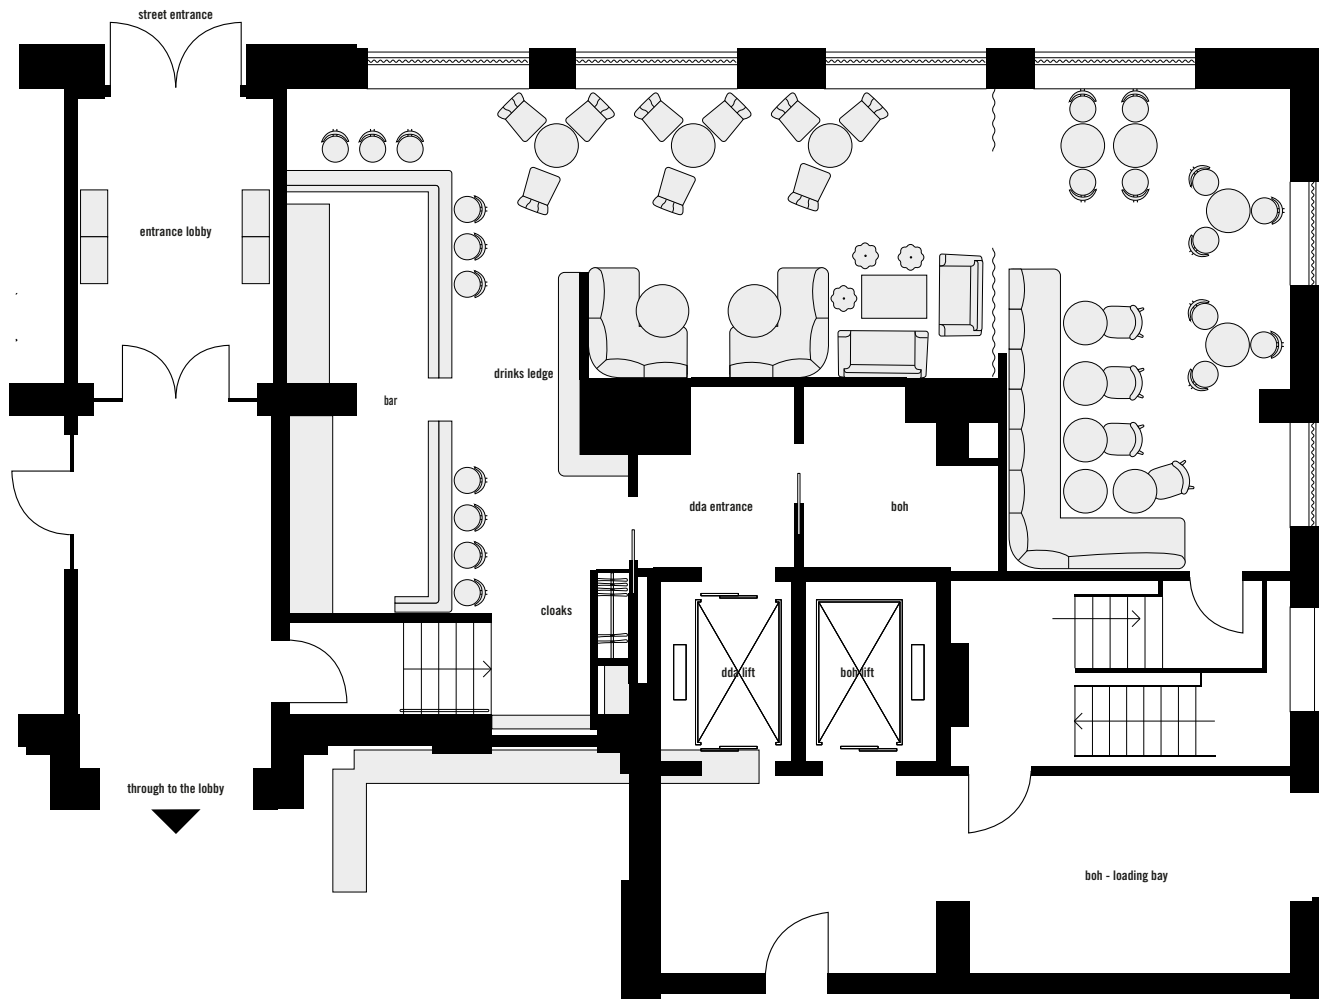 street entrance
entrance lobby
drinks ledge
bar
dda entrance
boh
cloaks
dda lift
boh lift
through to the lobby
boh - loading bay